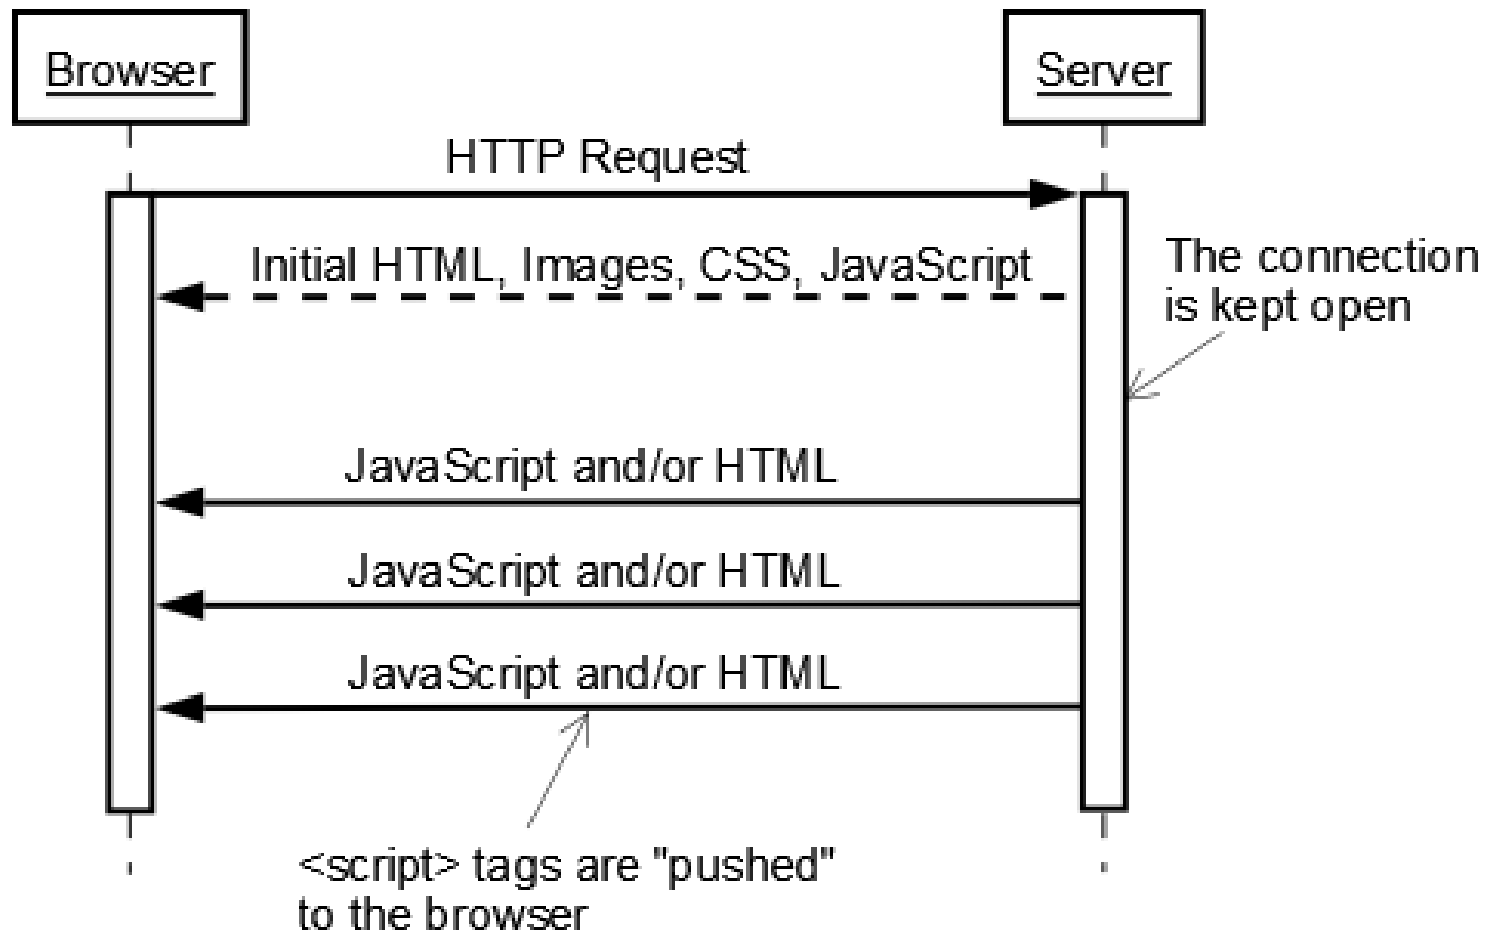 Browser
Server
HTTP Request
Initial HTML, Images, CSS, JavaScript
The connection
is kept open
JavaScript and/or HTML
JavaScript and/or HTML
JavaScript and/or HTML
<script> tags are "pushed"
to the browser